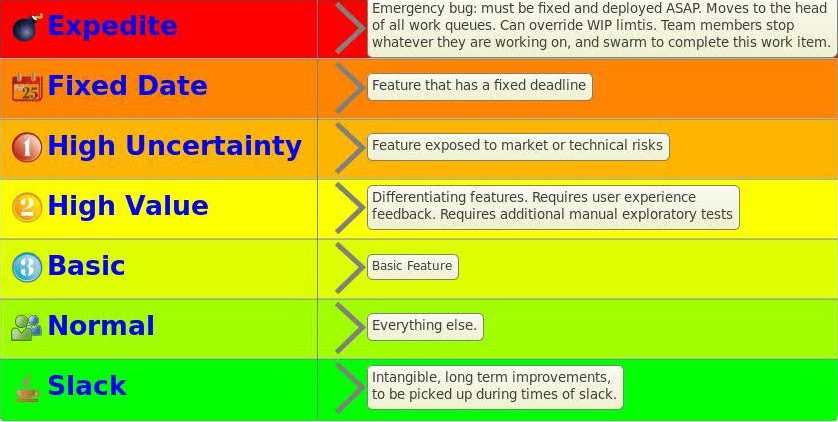 Expedite
Emergency bug: must be fixed and deployed ASAP. Moves to the head
of all work queues. Can override WIP limtis. Team members stop
whatever they are working on, and swarm to complete this work item.
25
Fixed Date
Feature that has a fixed deadline
1
High Uncertainty
Feature exposed to market or technical risks
2
High Value
Differentiating features. Requires user experience
feedback. Requires additional manual exploratory tests
3
Basic
Basic Feature
Normal
Everything else.
Slack
Intangible, long term improvements,
to be picked up during times of slack.